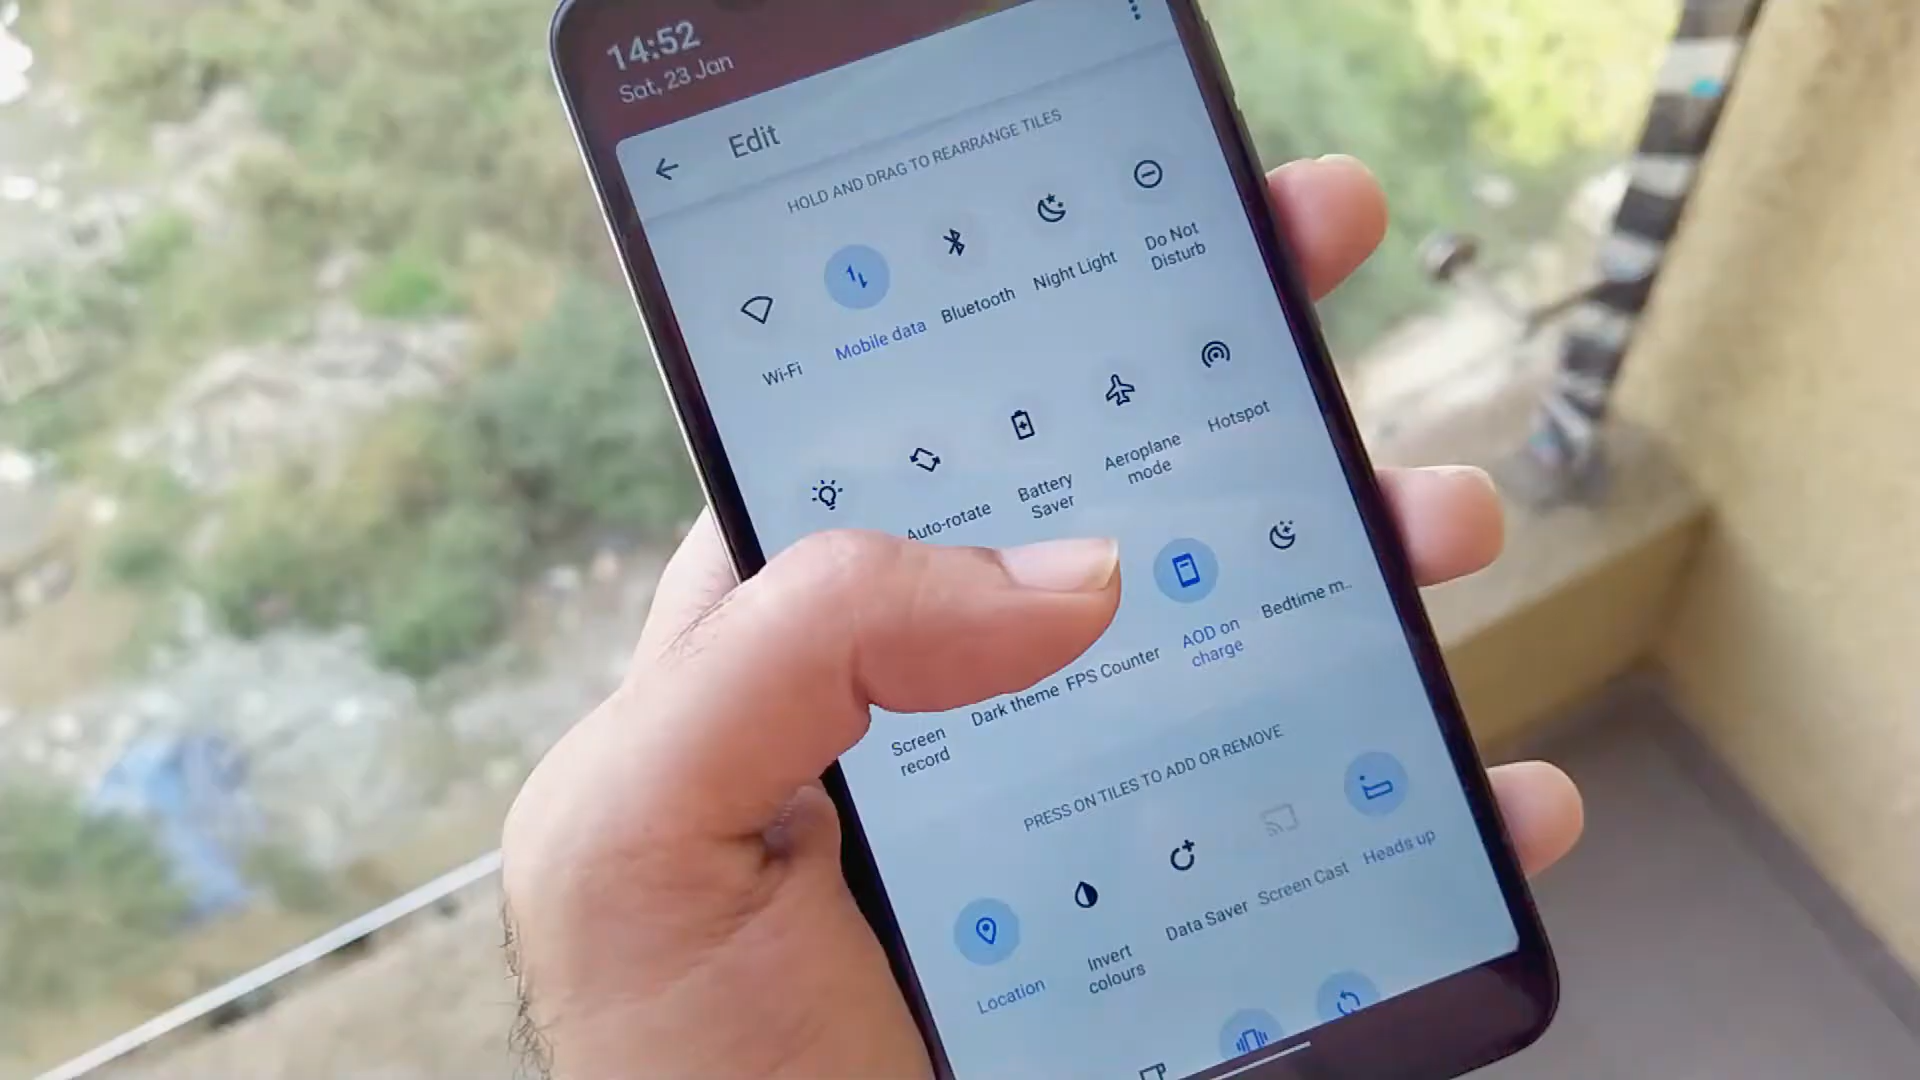 14:52
Sat, 23 Jan
Edit
HOLD AND DRAG TO REARRANGE TILES
Wi-Fi
Mobile data
Bluetooth
Night Light
Do Not
Disturb
Auto-rotate
Battery
Saver
Aeroplane
mode
Hotspot
Screen
record
Dark theme
FPS Counter
AOD on
charge
Bedtime m..
PRESS ON TILES TO ADD OR REMOVE
Location
Invert
colours
Data Saver
Screen Cast
Heads up